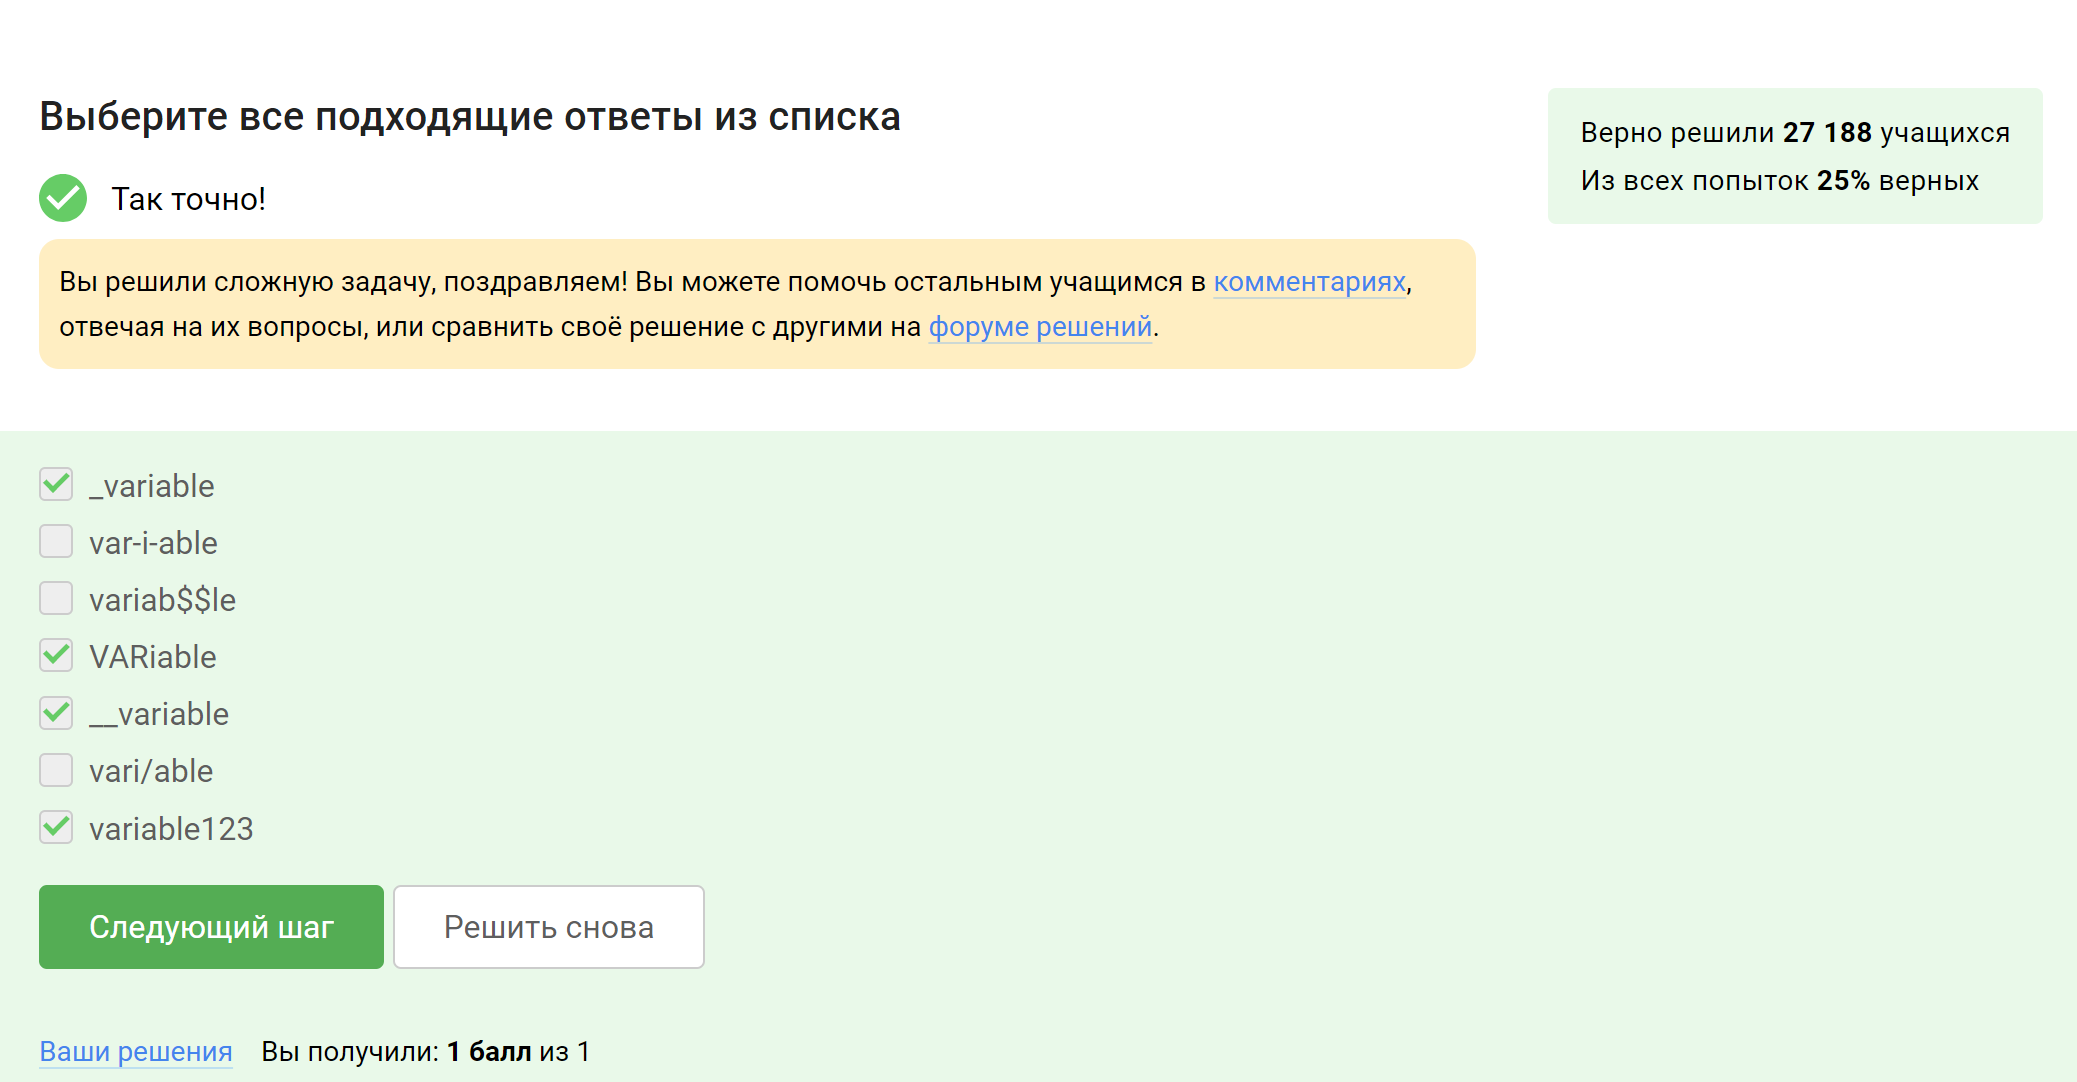 Выберите все подходящие ответы из списка
Верно решили 27 188 учащихся
Из всех попыток 25% верных
Так точно!
Вы решили сложную задачу, поздравляем! Вы можете помочь остальным учащимся в комментариях,
отвечая на их вопросы, или сравнить своё решение с другими на форуме решений.
_variable
var-i-able
variab$$le
VARiable
__variable
vari/able
variable123
Следующий шаг
Решить снова
Ваши решения Вы получили: 1 балл из 1